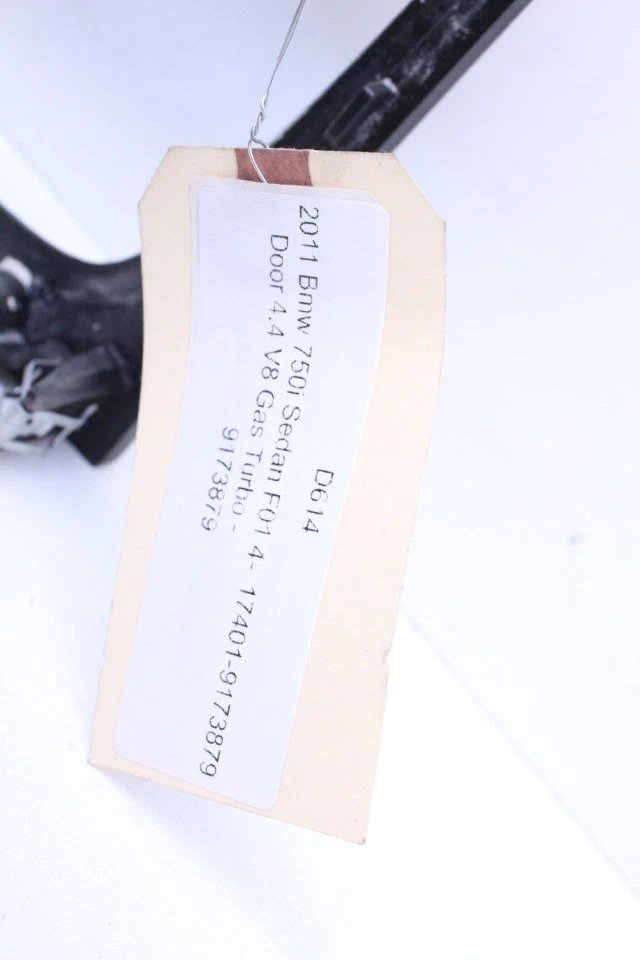 D614
2011 Bmw 750i Sedan F01 4- 17401-9173879
Door 4.4 V8 Gas Turbo -
9173879